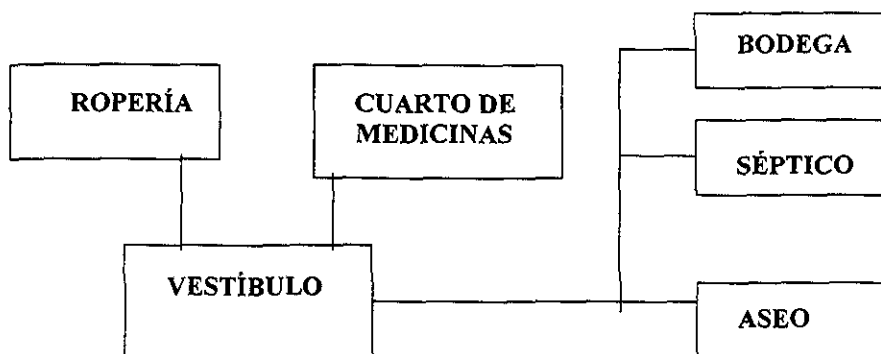 BODEGA
ROPERÍA
CUARTO DE
MEDICINAS
SÉPTICO
VESTÍBULO
ASEO